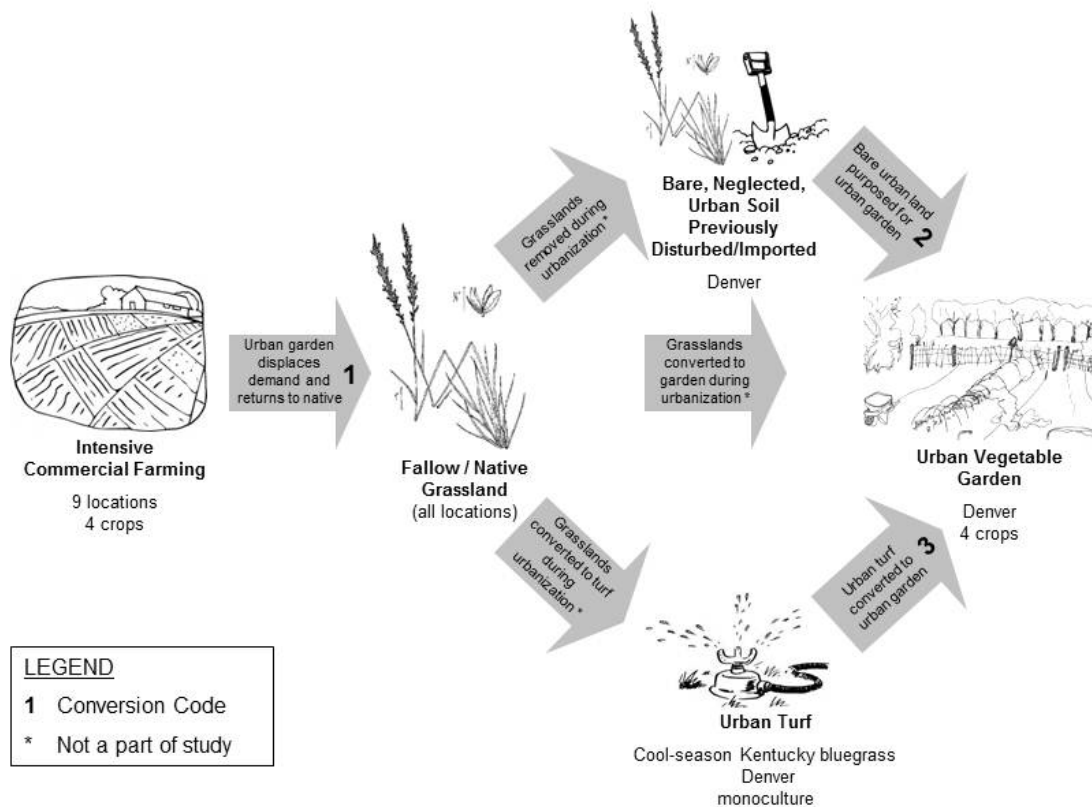 Intensive
Commercial Farming
9 locations
4 crops
Urban garden
displaces
demand and
returns to native
1
Fallow / Native
Grassland
(all locations)
Grasslands
removed during
urbanization *
Bare, Neglected,
Urban Soil
Previously
Disturbed/Imported
Denver
Bare urban land
purposed for
urban garden
2
Grasslands
converted to
garden during
urbanization *
Grasslands
converted to turf
during
urbanization *
Urban Turf
Cool-season Kentucky bluegrass
Denver
monoculture
Urban turf
converted to
urban garden
3
Urban Vegetable
Garden
Denver
4 crops
LEGEND
1 Conversion Code
* Not a part of study